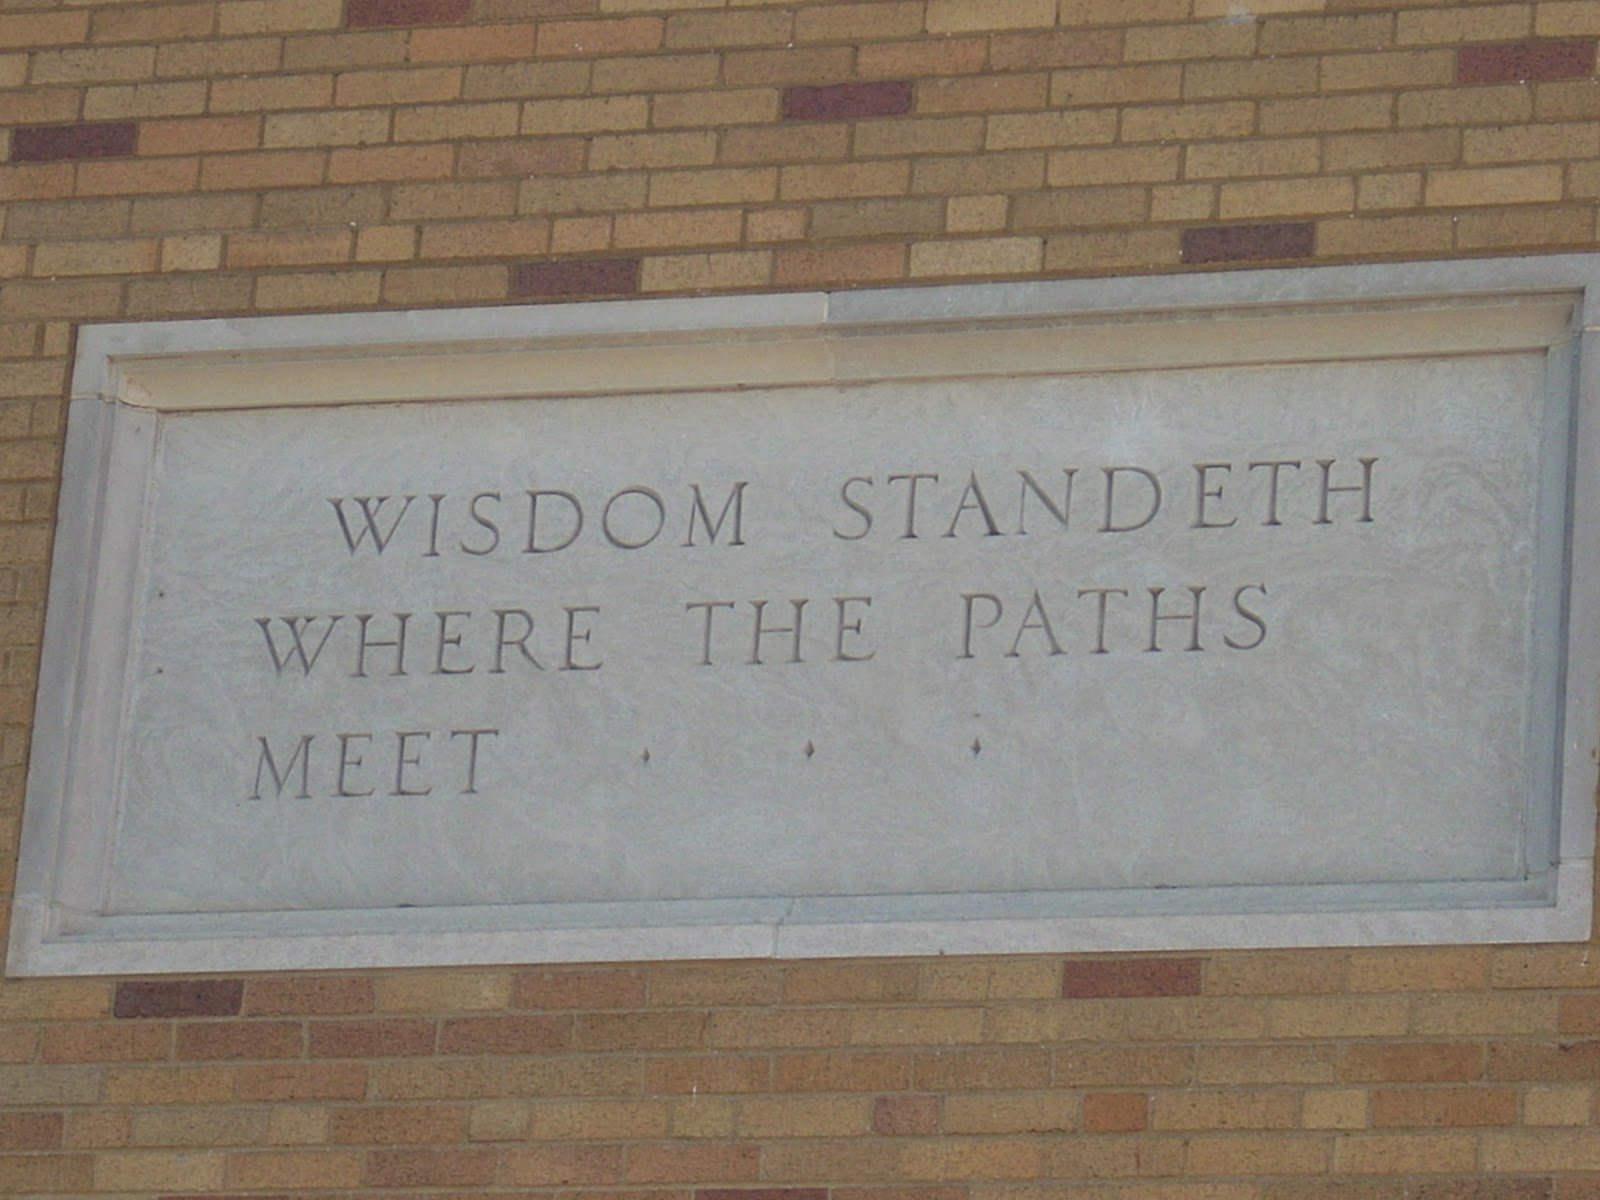 WISDOM STANDETH
WHERE THE PATHS
MEET . . .